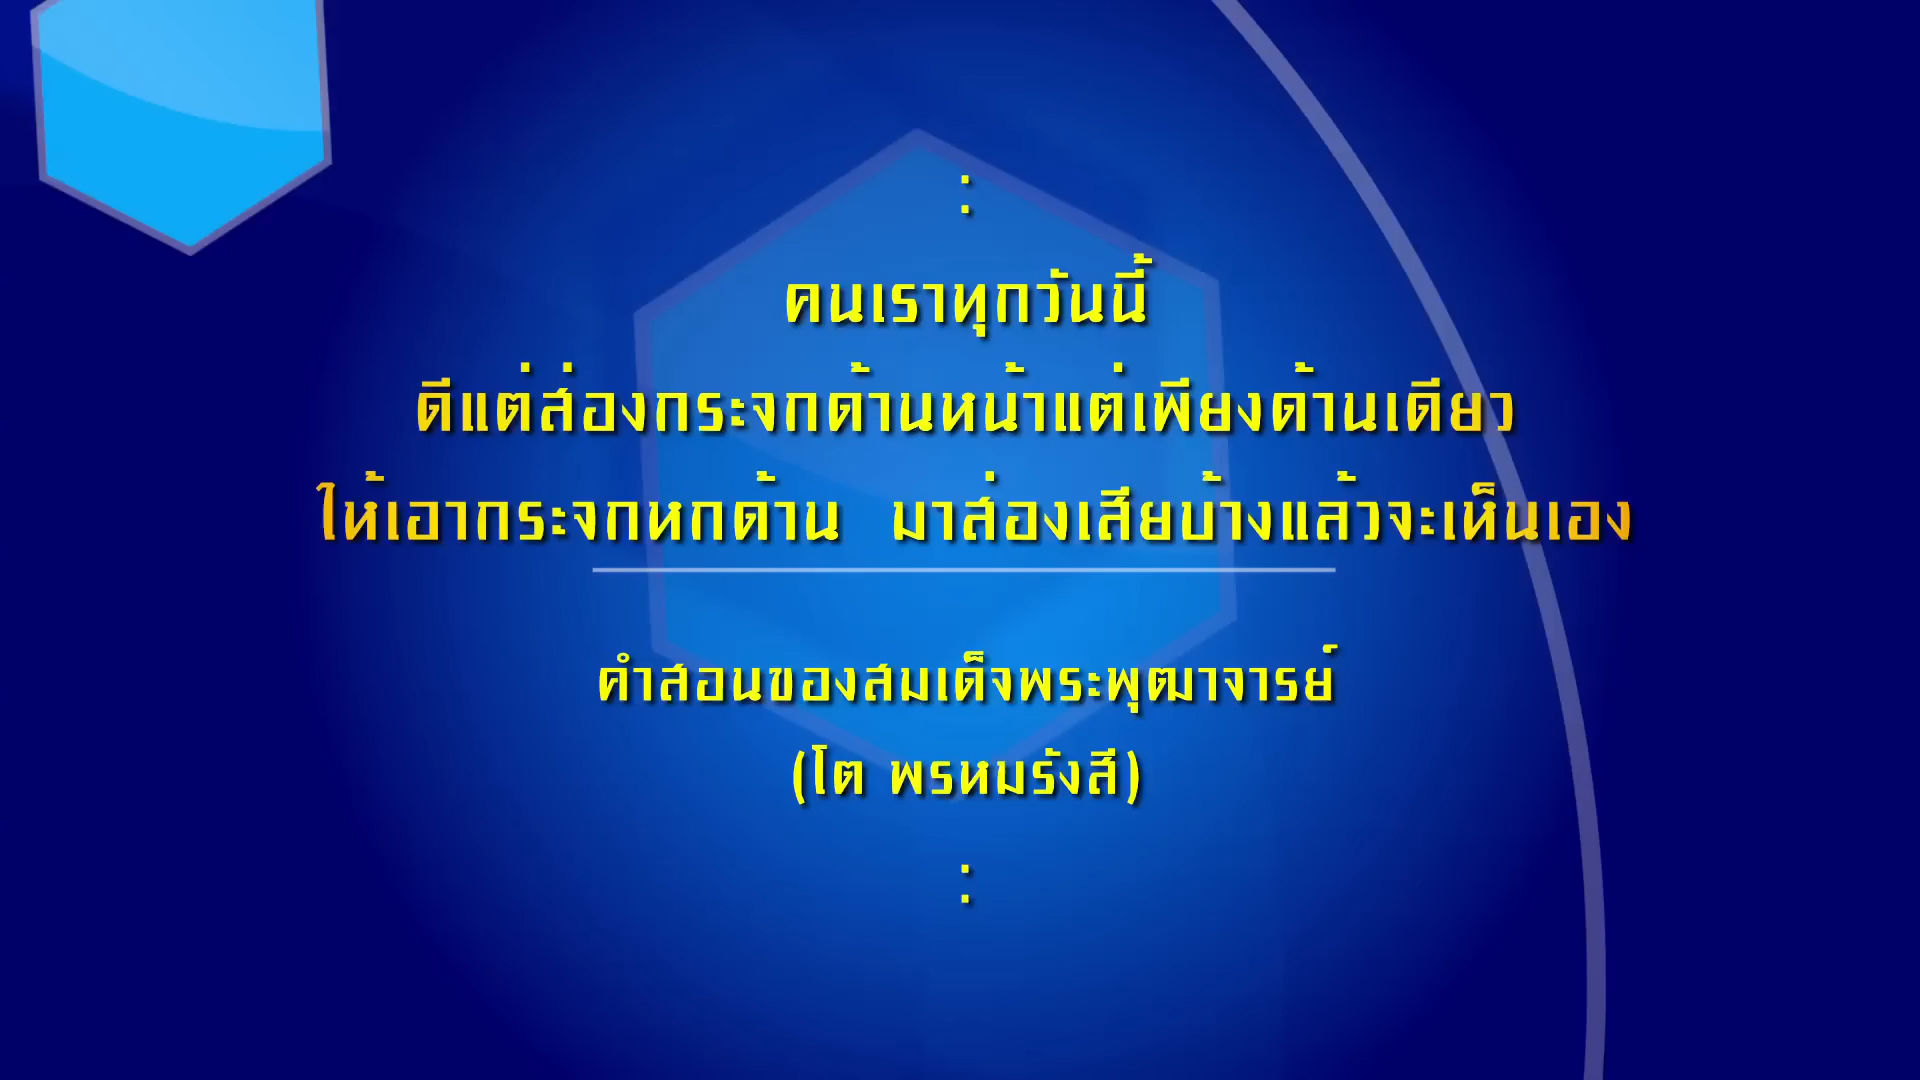 :
คนเราทุกวันนี้
ดีแต่ส่องกระจกด้านหน้าแต่เพียงด้านเดียว
ให้เอากระจกหกด้าน มาส่องเสียบ้างแล้วจะเห็นเอง
คำสอนของสมเด็จพระพุฒาจารย์
(โต พรหมรังสี)
: